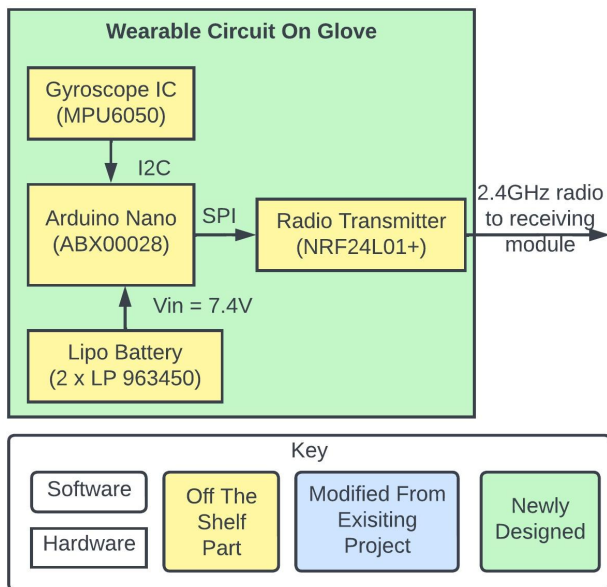 Wearable Circuit On Glove
Gyroscope IC
(MPU6050)
I2C
Arduino Nano
(ABX00028)
SPI
Radio Transmitter
(NRF24L01+)
2.4GHz radio
to receiving
module
Vin = 7.4V
Lipo Battery
(2 x LP 963450)
Key
Software
Hardware
Off The
Shelf
Part
Modified From
Exisiting
Project
Newly
Designed